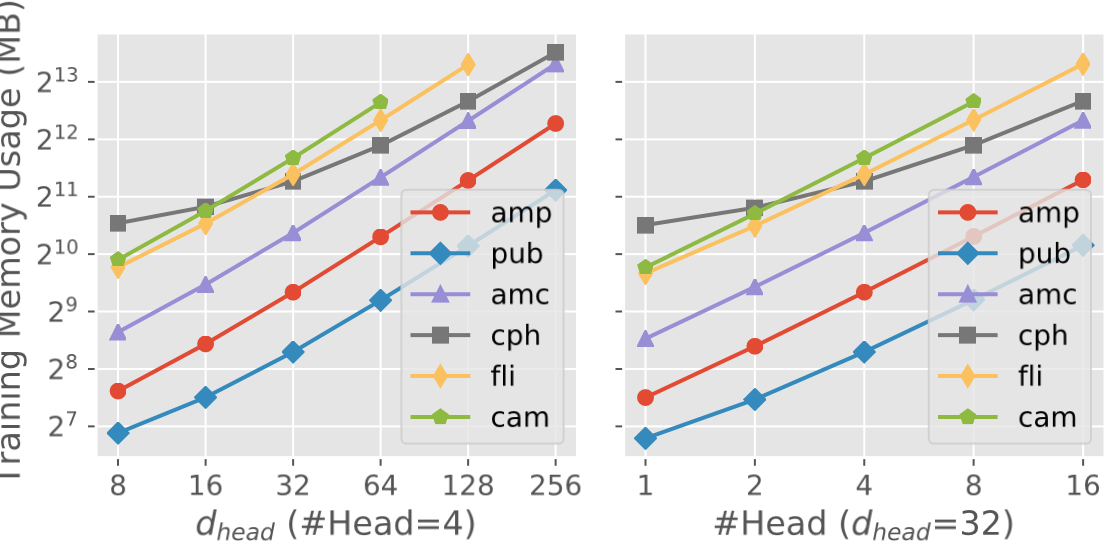 Training Memory Usage (MB)
2^13
2^12
2^11
2^10
2^9
2^8
2^7
8 16 32 64 128 256
d_head (#Head=4)
amp
pub
amc
cph
fli
cam
1 2 4 8 16
#Head (d_head=32)
amp
pub
amc
cph
fli
cam